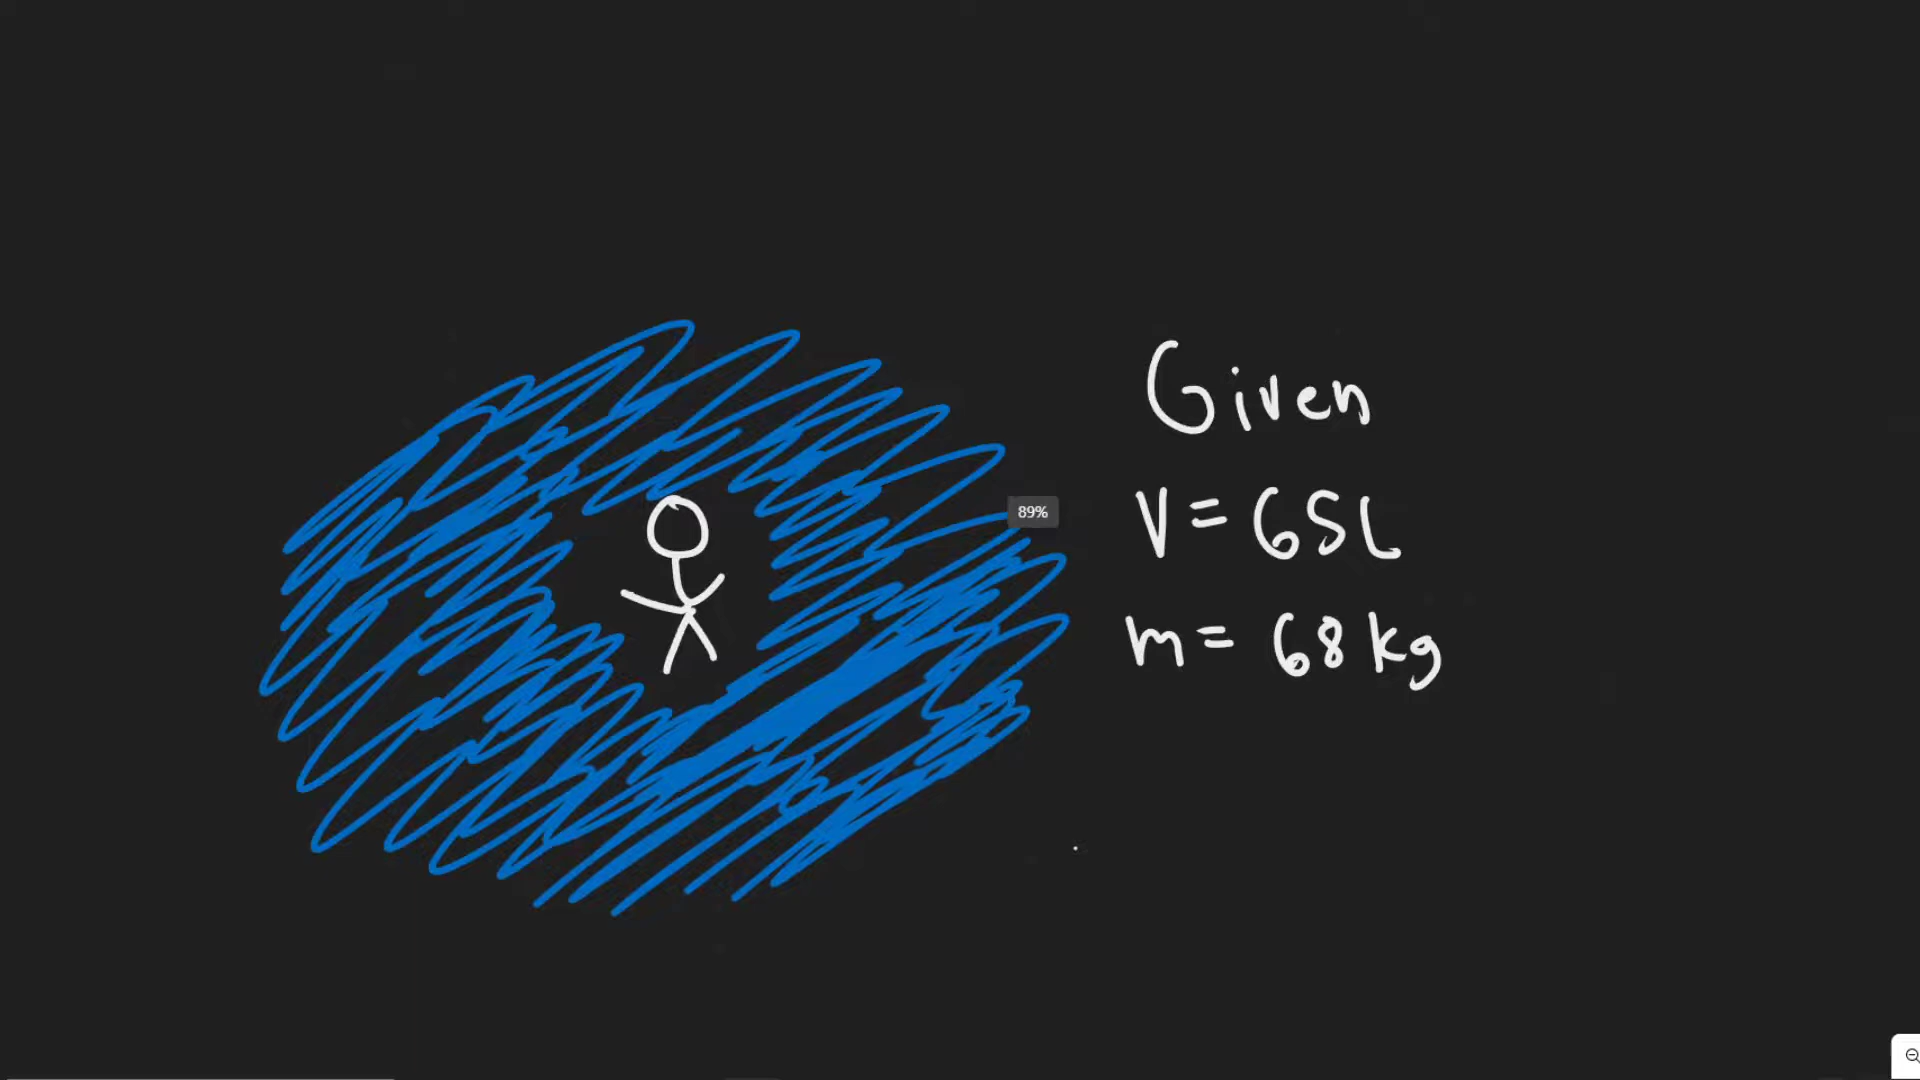 Given
V = 65L
m = 68 kg
89%